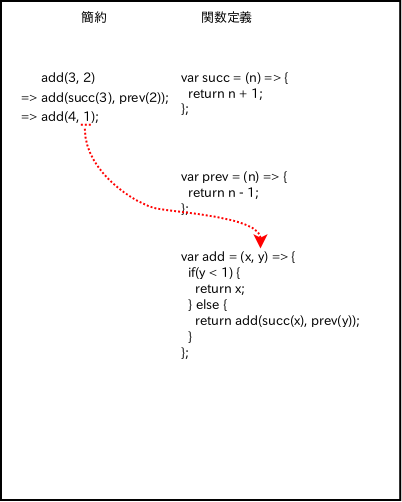 簡約
関数定義
add(3, 2)
=> add(succ(3), prev(2));
=> add(4, 1);
var succ = (n) => {
return n + 1;
};
var prev = (n) => {
return n - 1;
};
var add = (x, y) => {
if(y < 1) {
return x;
} else {
return add(succ(x), prev(y));
}
};